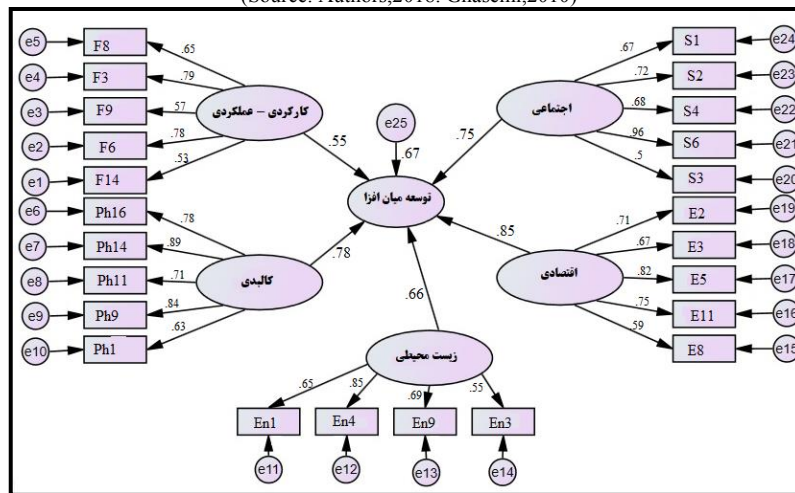 (Source: Authors,2018: Ghasemi,2010)
e5
F8
.65
e4
F3
.79
e3
F9
.57
e2
F6
.78
e1
F14
.53
کارکردی – عملکردی
.55
e25
.67
توسعه میان افزا
اجتماعی
.75
.67
S1
e24
.72
S2
e23
.68
S4
e22
.96
S6
e21
.5
S3
e20
e6
Ph16
.78
e7
Ph14
.89
e8
Ph11
.71
e9
Ph9
.84
e10
Ph1
.63
کالبدی
.78
اقتصادی
.85
.71
E2
e19
.67
E3
e18
.82
E5
e17
.75
E11
e16
.59
E8
e15
.66
زیست محیطی
.65
.85
.69
.55
En1
En4
En9
En3
e11
e12
e13
e14